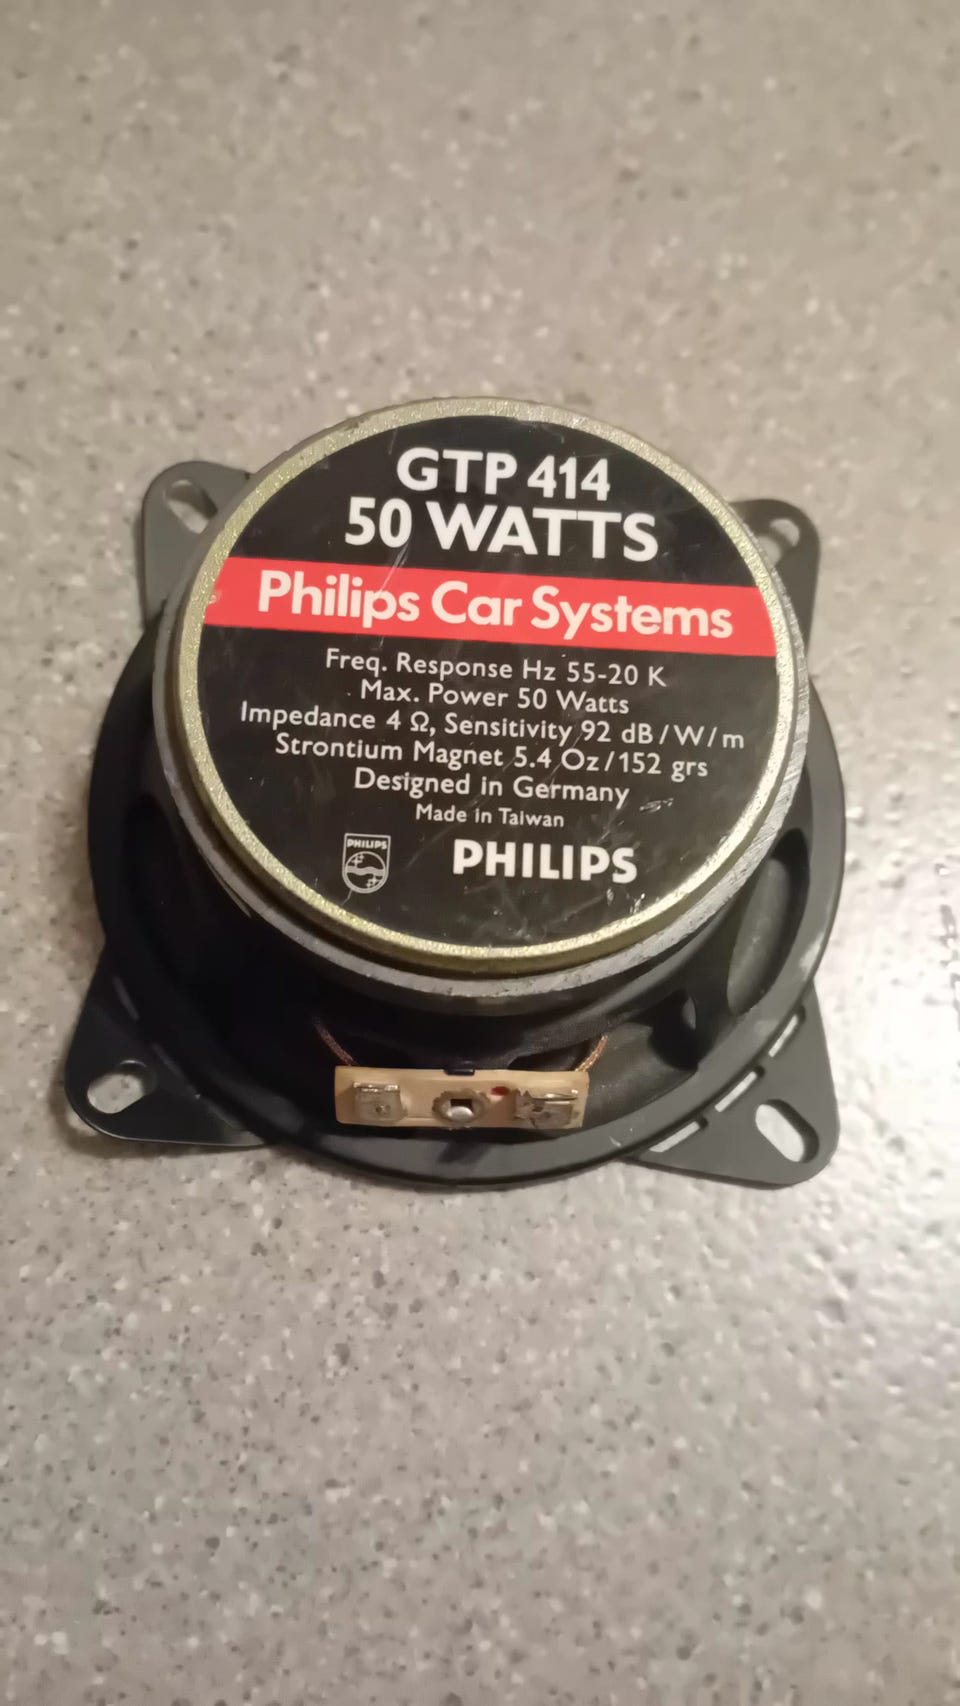 GTP 414
50 WATTS
Philips Car Systems
Freq. Response Hz 55-20 K
Max. Power 50 Watts
Impedance 4 Ω, Sensitivity 92 dB/W/m
Strontium Magnet 5.4 Oz/152 grs
Designed in Germany
Made in Taiwan
PHILIPS
PHILIPS